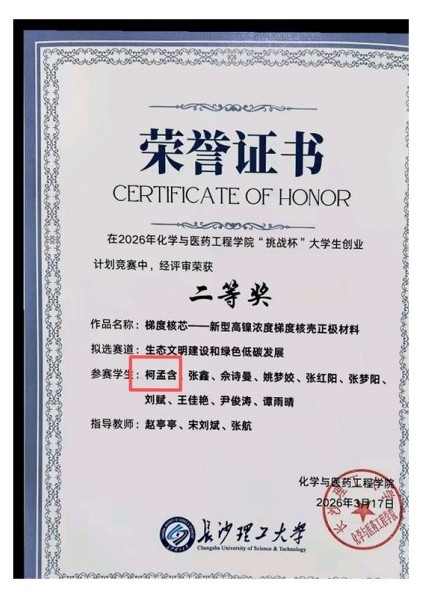 荣誉证书
CERTIFICATE OF HONOR
在2026年化学与医药工程学院“挑战杯”大学生创业
计划竞赛中，经评审荣获
二等奖
作品名称：梯度核芯——新型高镍浓度梯度核壳正极材料
拟选赛道：生态文明建设和绿色低碳发展
参赛学生：柯孟含、张鑫、佘诗曼、姚梦姣、张红阳、张梦阳、
刘赋、王佳艳、尹俊涛、谭雨晴
指导教师：赵亭亭、宋刘斌、张航
化学与医药工程学院
2026年3月17日
长沙理工大学
Changsha University of Science & Technology